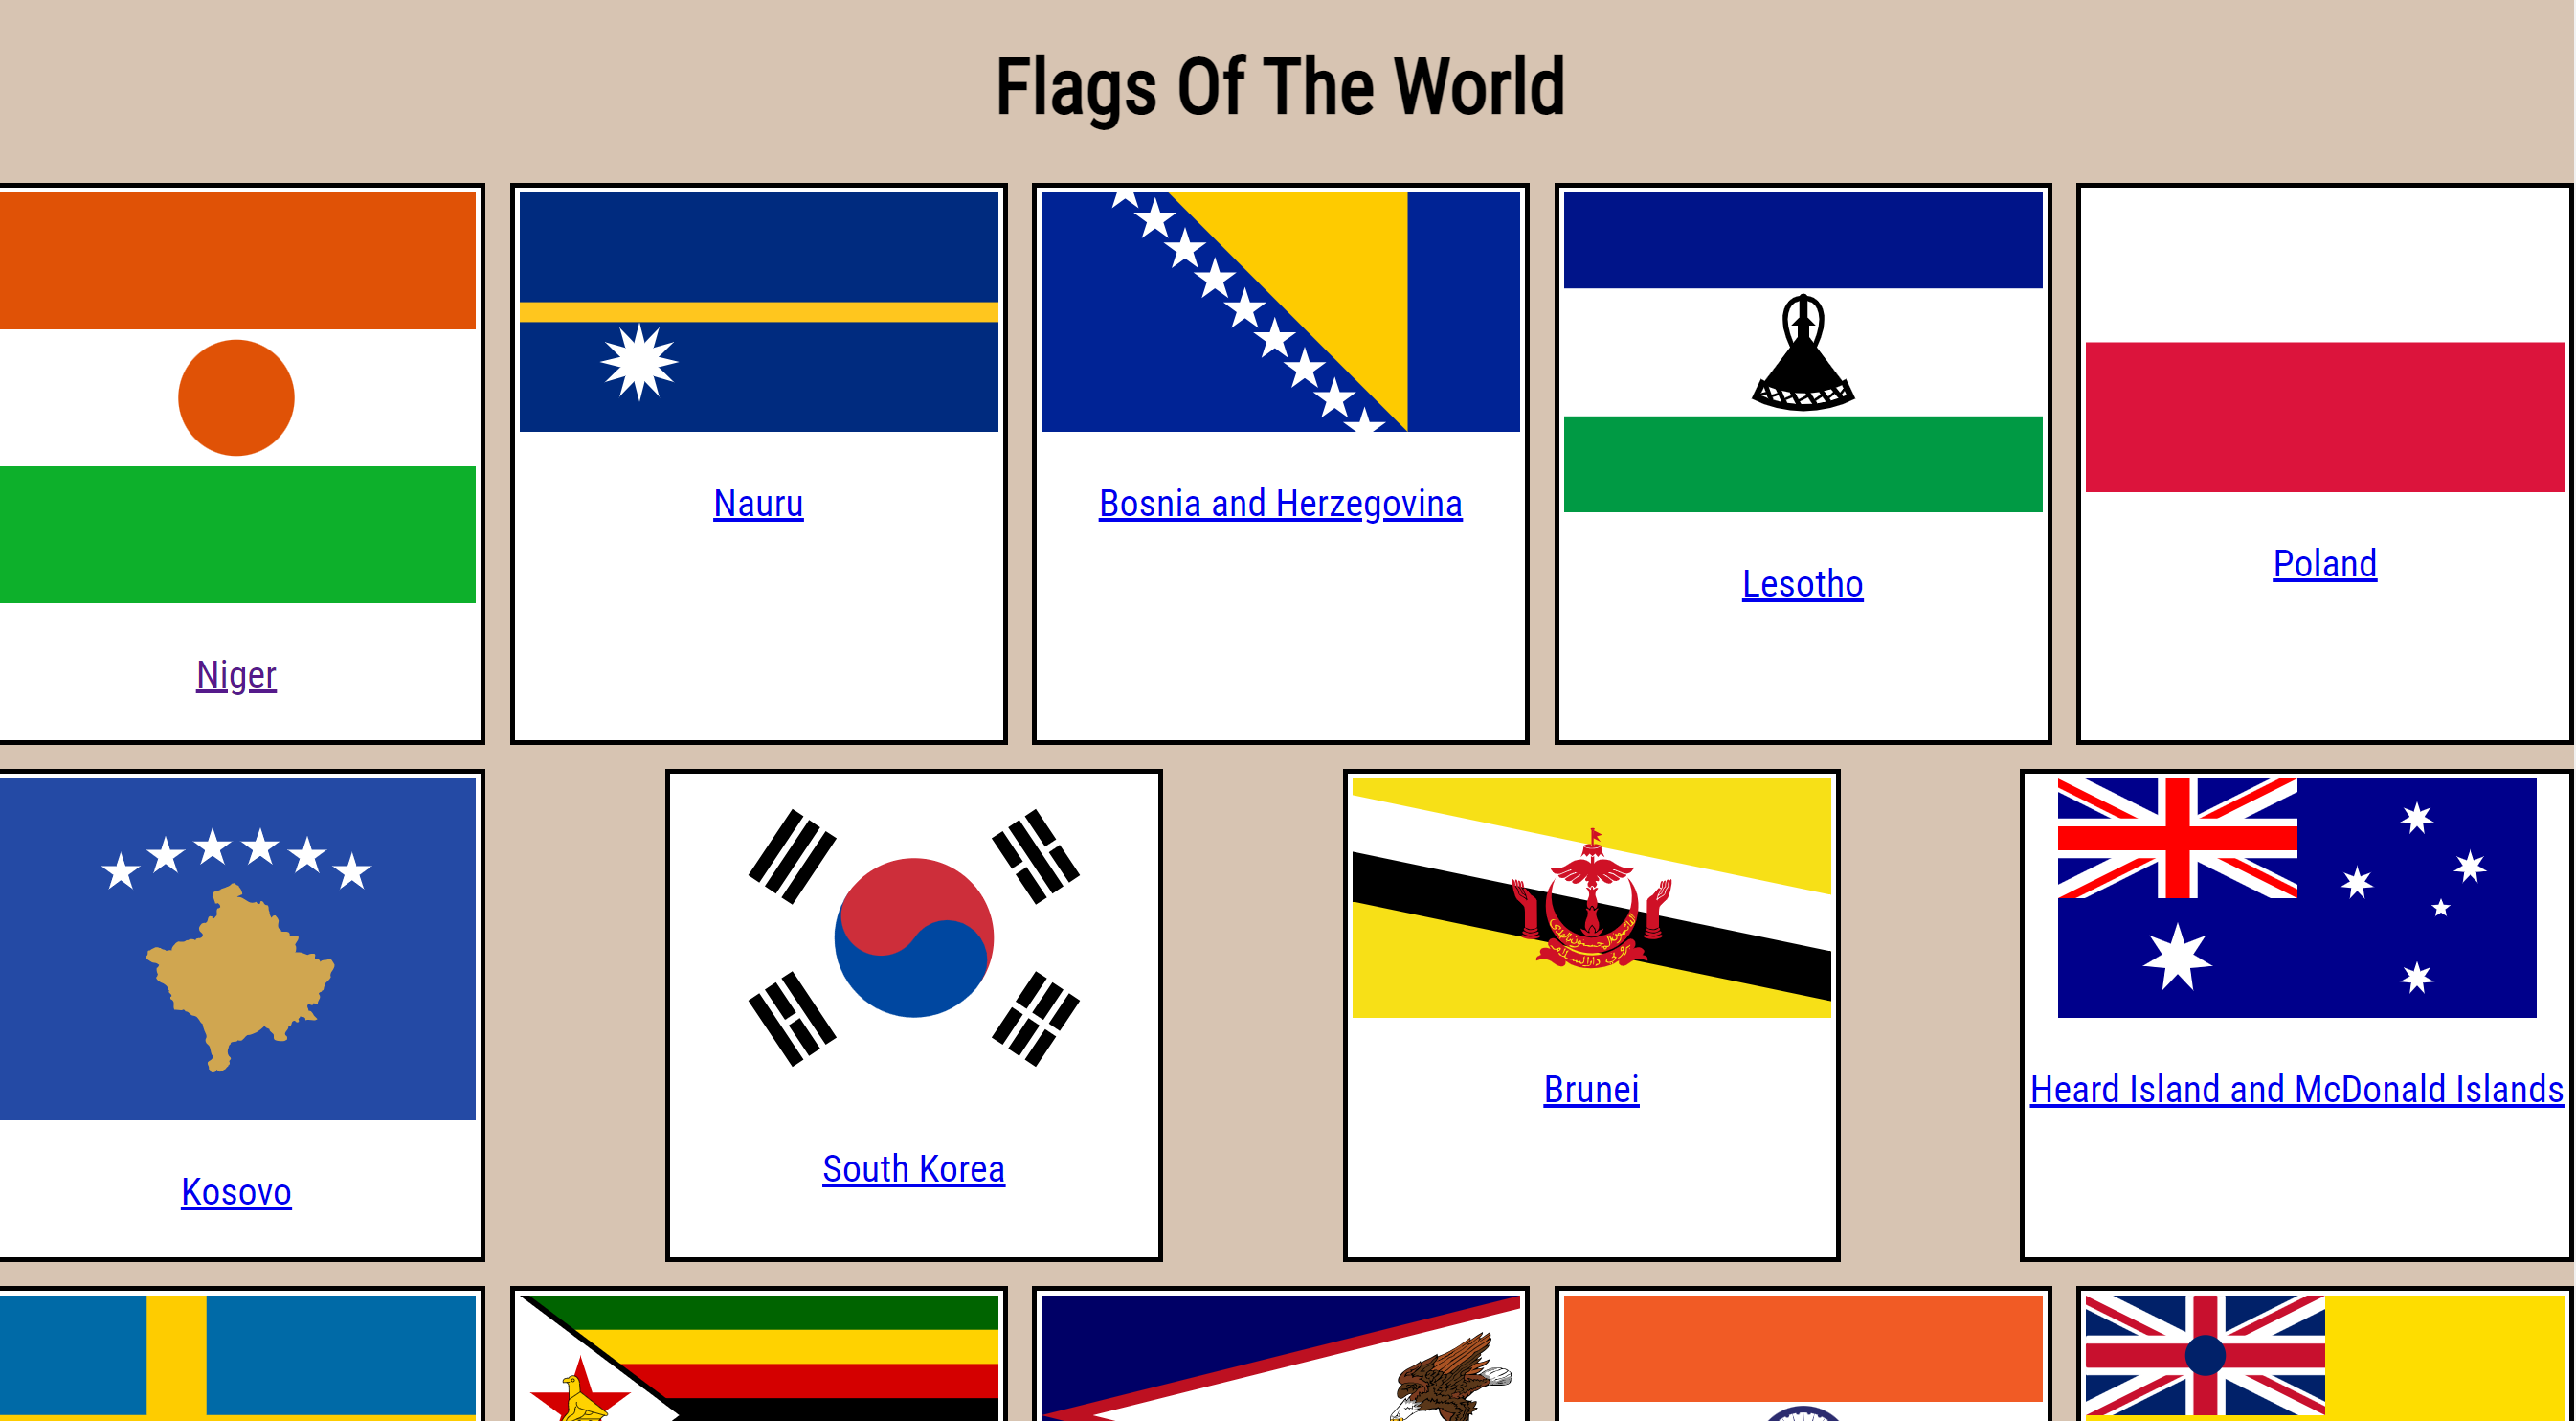 Flags Of The World
Niger
Nauru
Bosnia and Herzegovina
Lesotho
Poland
Kosovo
South Korea
Brunei
Heard Island and McDonald Islands